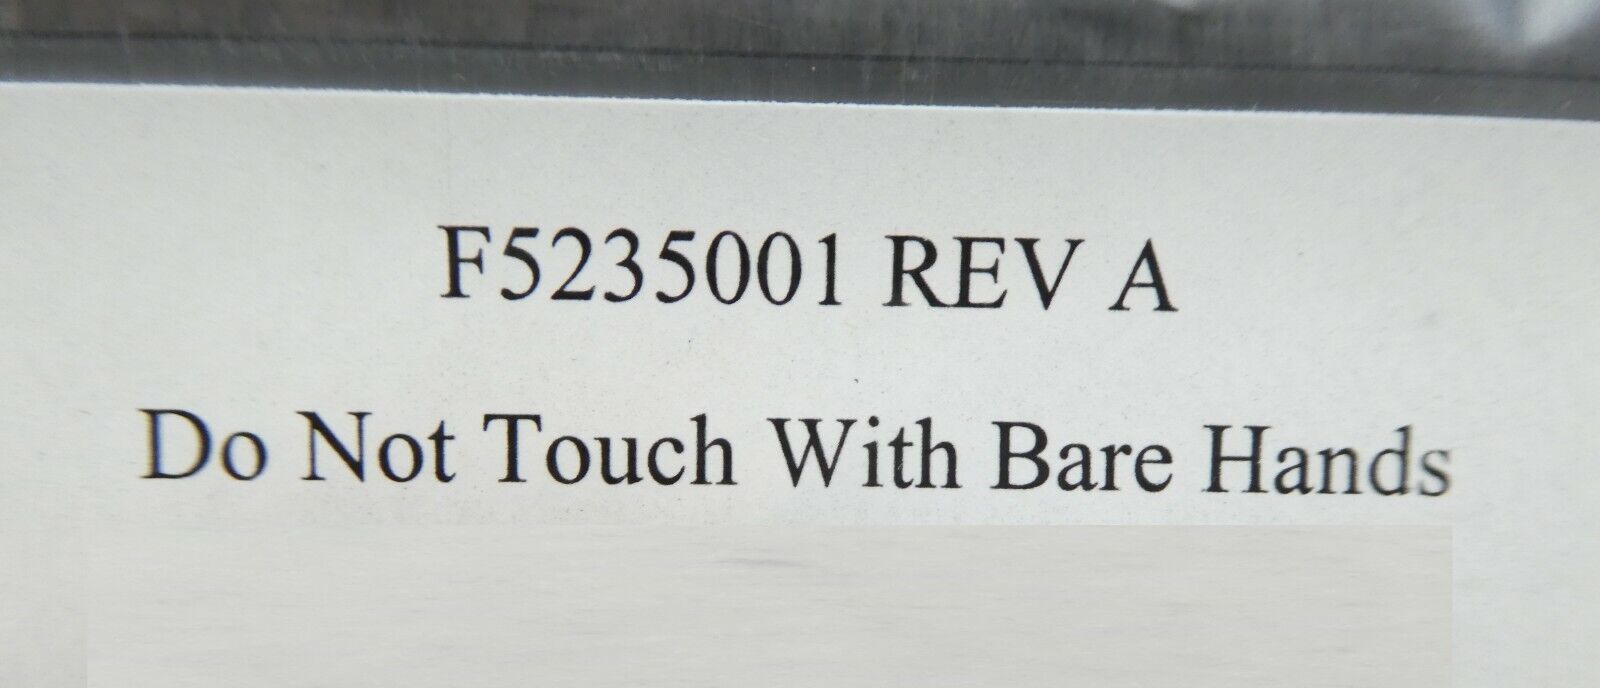 F5235001 REV A
Do Not Touch With Bare Hands